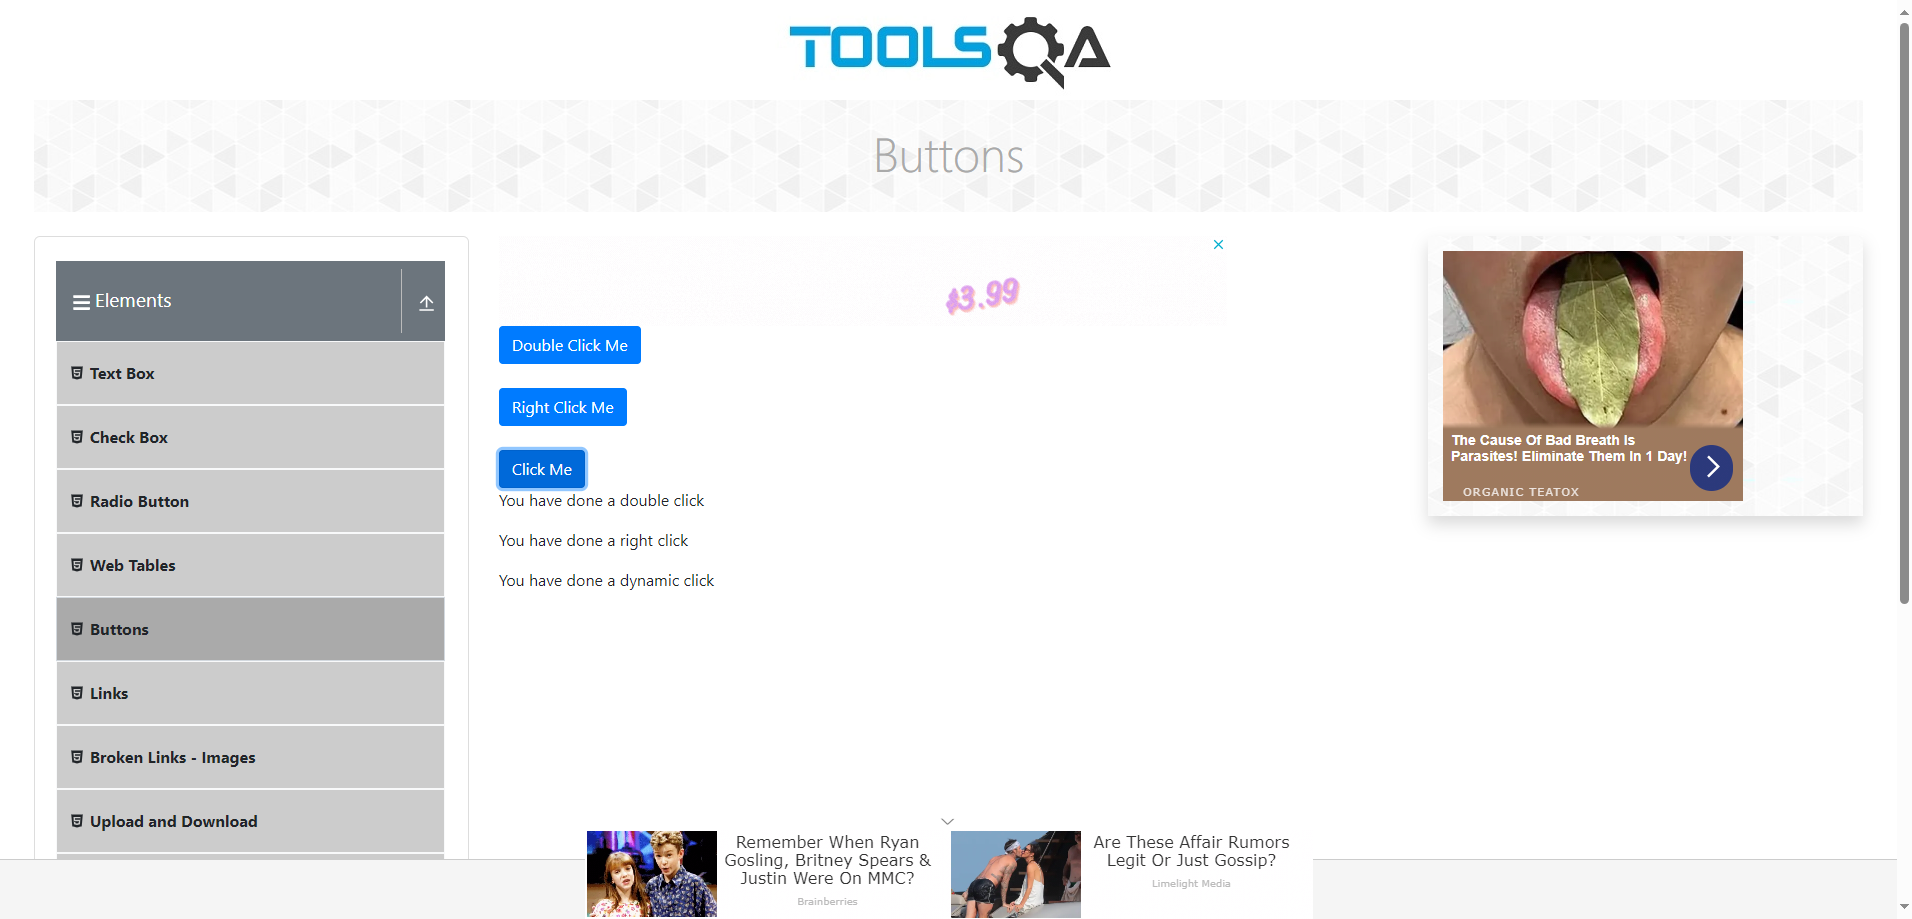 TOOLSQA
Buttons
Elements
Text Box
Check Box
Radio Button
Web Tables
Buttons
Links
Broken Links - Images
Upload and Download
$3.99
Double Click Me
Right Click Me
Click Me
You have done a double click
You have done a right click
You have done a dynamic click
The Cause Of Bad Breath Is
Parasites! Eliminate Them In 1 Day!
ORGANIC TEATOX
Remember When Ryan
Gosling, Britney Spears &
Justin Were On MMC?
Brainberries
Are These Affair Rumors
Legit Or Just Gossip?
Limelight Media